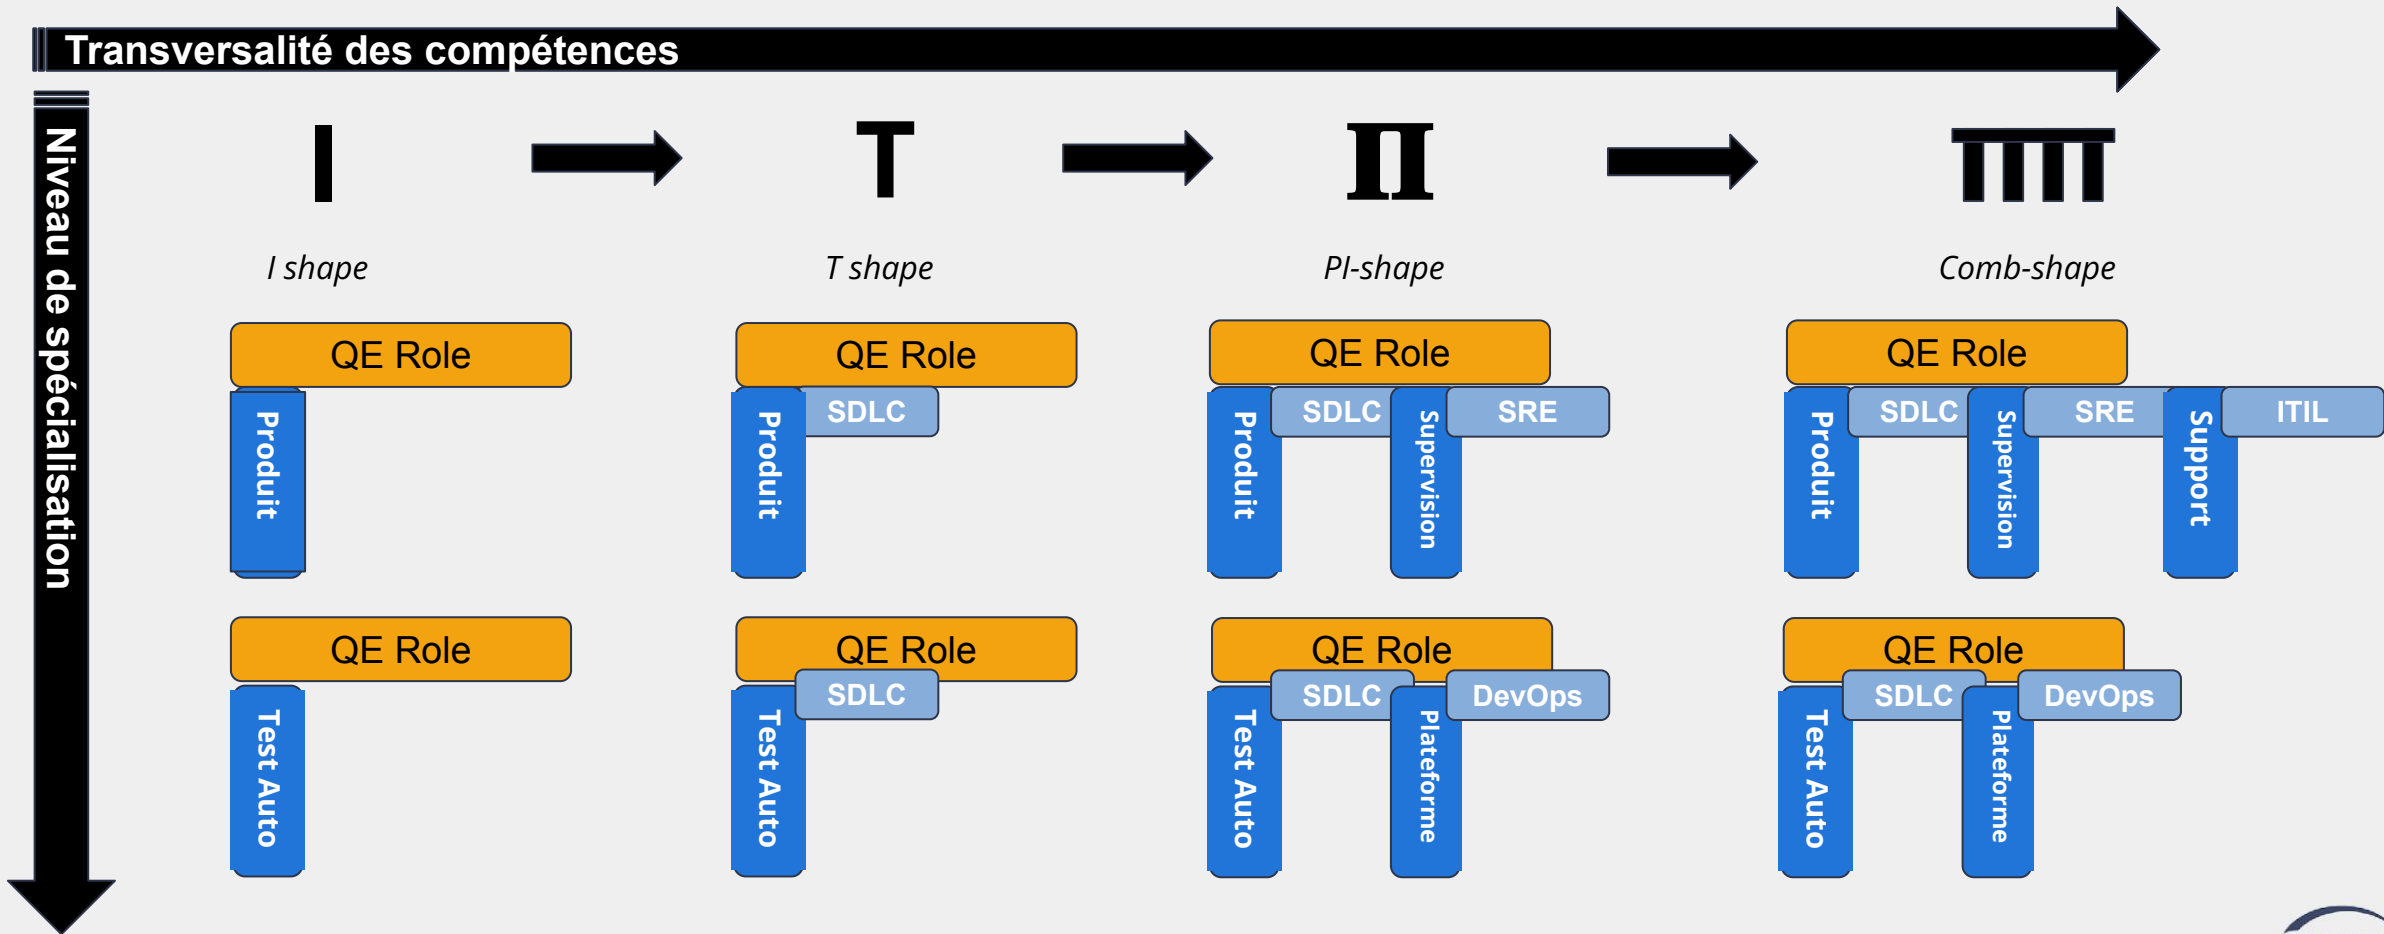 Transversalité des compétences
Niveau de spécialisation
I
T
Π
I shape
T shape
PI-shape
Comb-shape
QE Role
Produit
QE Role
Produit
SDLC
QE Role
Produit
SDLC
Supervision
SRE
QE Role
Produit
SDLC
Supervision
SRE
Support
ITIL
QE Role
Test Auto
QE Role
Test Auto
SDLC
QE Role
Test Auto
SDLC
Plateforme
DevOps
QE Role
Test Auto
SDLC
Plateforme
DevOps